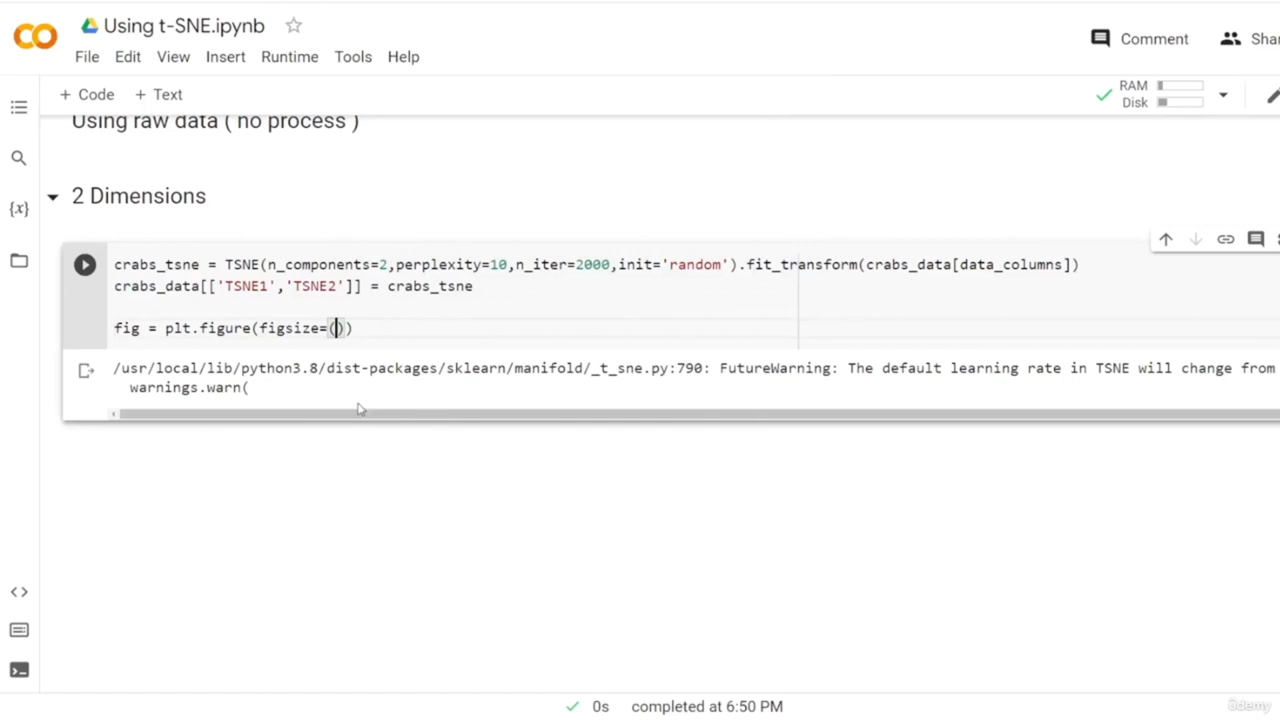 Using t-SNE.ipynb
File Edit View Insert Runtime Tools Help
Comment
+ Code + Text
RAM
Disk
Using raw data ( no process )
2 Dimensions
crabs_tsne = TSNE(n_components=2,perplexity=10,n_iter=2000,init='random').fit_transform(crabs_data[data_columns])
crabs_data[['TSNE1','TSNE2']] = crabs_tsne
fig = plt.figure(figsize=())
/usr/local/lib/python3.8/dist-packages/sklearn/manifold/_t_sne.py:790: FutureWarning: The default learning rate in TSNE will change from
warnings.warn(
{x}
0s completed at 6:50 PM
ûdemy